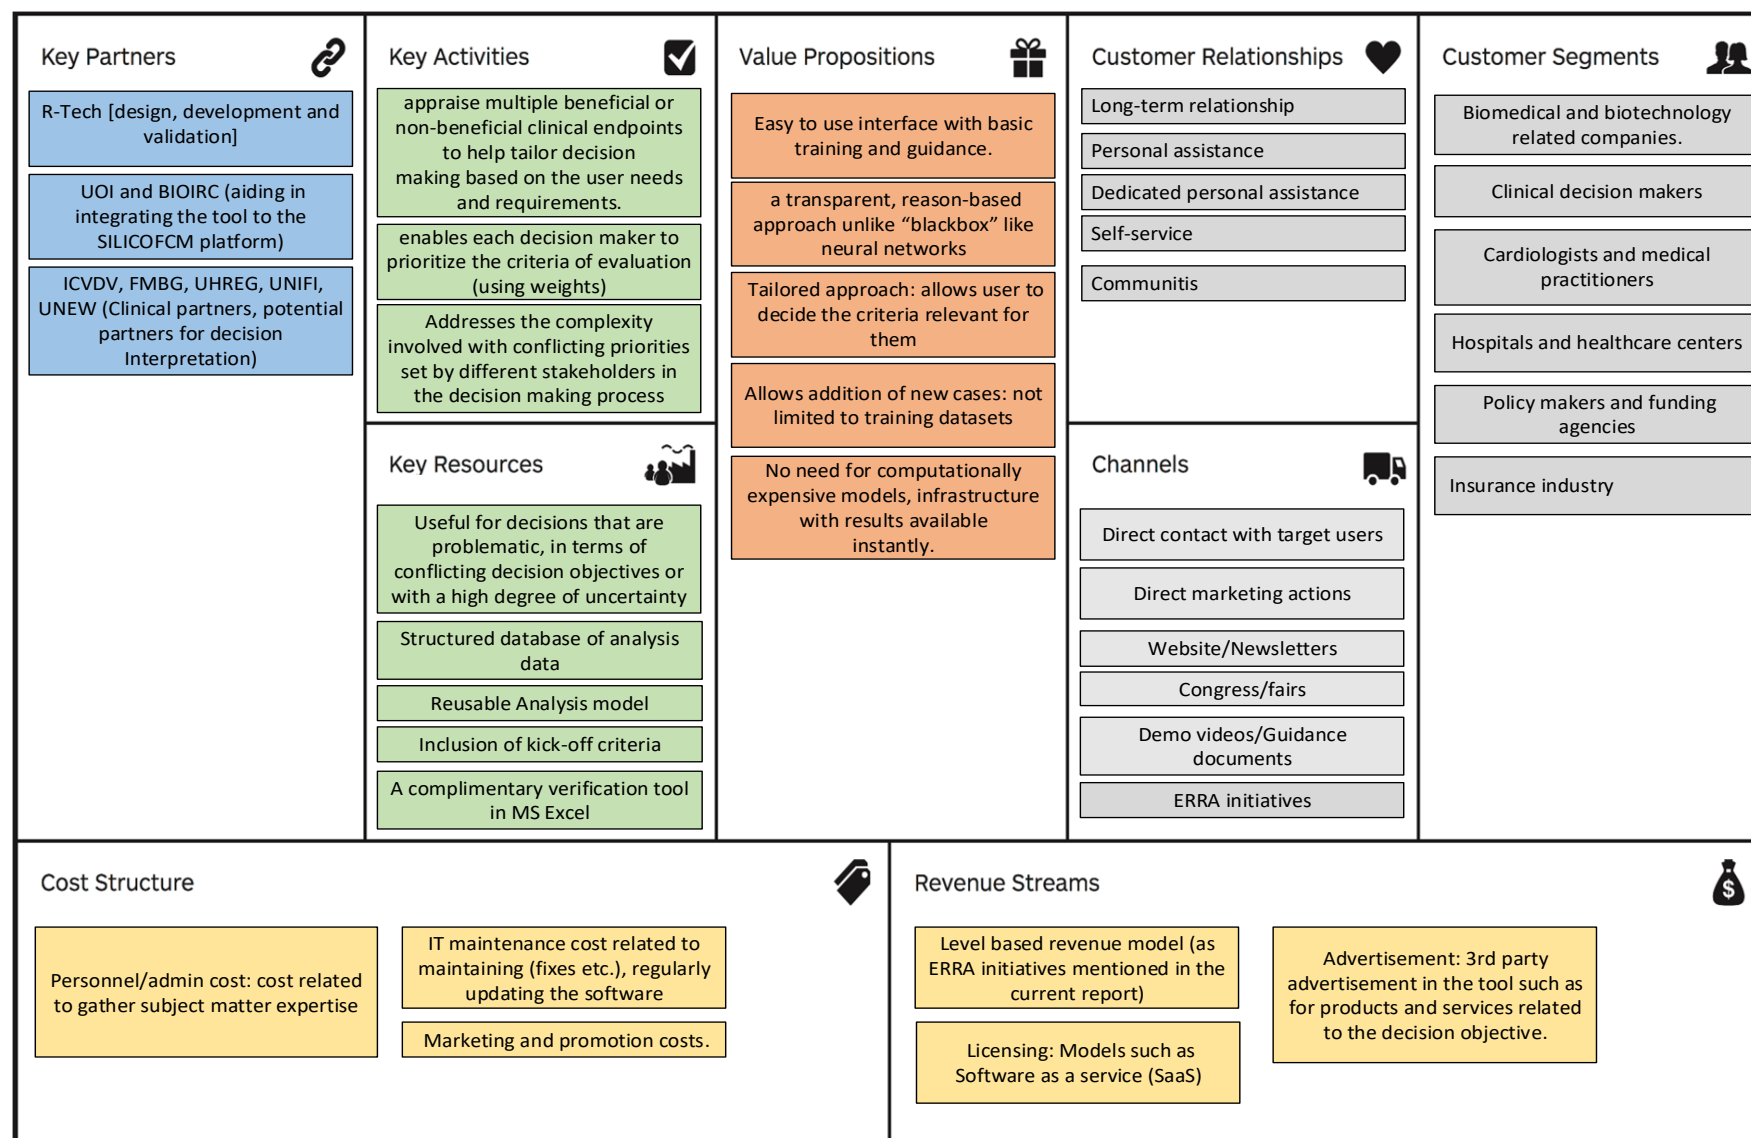 Key Partners
R-Tech [design, development and
validation]
UOI and BIOIRC (aiding in
integrating the tool to the
SILICOFCM platform)
ICVDV, FMBG, UHREG, UNIFI,
UNEW (Clinical partners, potential
partners for decision
Interpretation)
Key Activities
appraise multiple beneficial or
non-beneficial clinical endpoints
to help tailor decision
making based on the user needs
and requirements.
enables each decision maker to
prioritize the criteria of evaluation
(using weights)
Addresses the complexity
involved with conflicting priorities
set by different stakeholders in
the decision making process
Key Resources
Useful for decisions that are
problematic, in terms of
conflicting decision objectives or
with a high degree of uncertainty
Structured database of analysis
data
Reusable Analysis model
Inclusion of kick-off criteria
A complimentary verification tool
in MS Excel
Value Propositions
Easy to use interface with basic
training and guidance.
a transparent, reason-based
approach unlike “blackbox” like
neural networks
Tailored approach: allows user to
decide the criteria relevant for
them
Allows addition of new cases: not
limited to training datasets
No need for computationally
expensive models, infrastructure
with results available
instantly.
Customer Relationships
Long-term relationship
Personal assistance
Dedicated personal assistance
Self-service
Communitis
Channels
Direct contact with target users
Direct marketing actions
Website/Newsletters
Congress/fairs
Demo videos/Guidance
documents
ERRA initiatives
Customer Segments
Biomedical and biotechnology
related companies.
Clinical decision makers
Cardiologists and medical
practitioners
Hospitals and healthcare centers
Policy makers and funding
agencies
Insurance industry
Cost Structure
Personnel/admin cost: cost related
to gather subject matter expertise
IT maintenance cost related to
maintaining (fixes etc.), regularly
updating the software
Marketing and promotion costs.
Revenue Streams
$
Level based revenue model (as
ERRA initiatives mentioned in the
current report)
Licensing: Models such as
Software as a service (SaaS)
Advertisement: 3rd party
advertisement in the tool such as
for products and services related
to the decision objective.